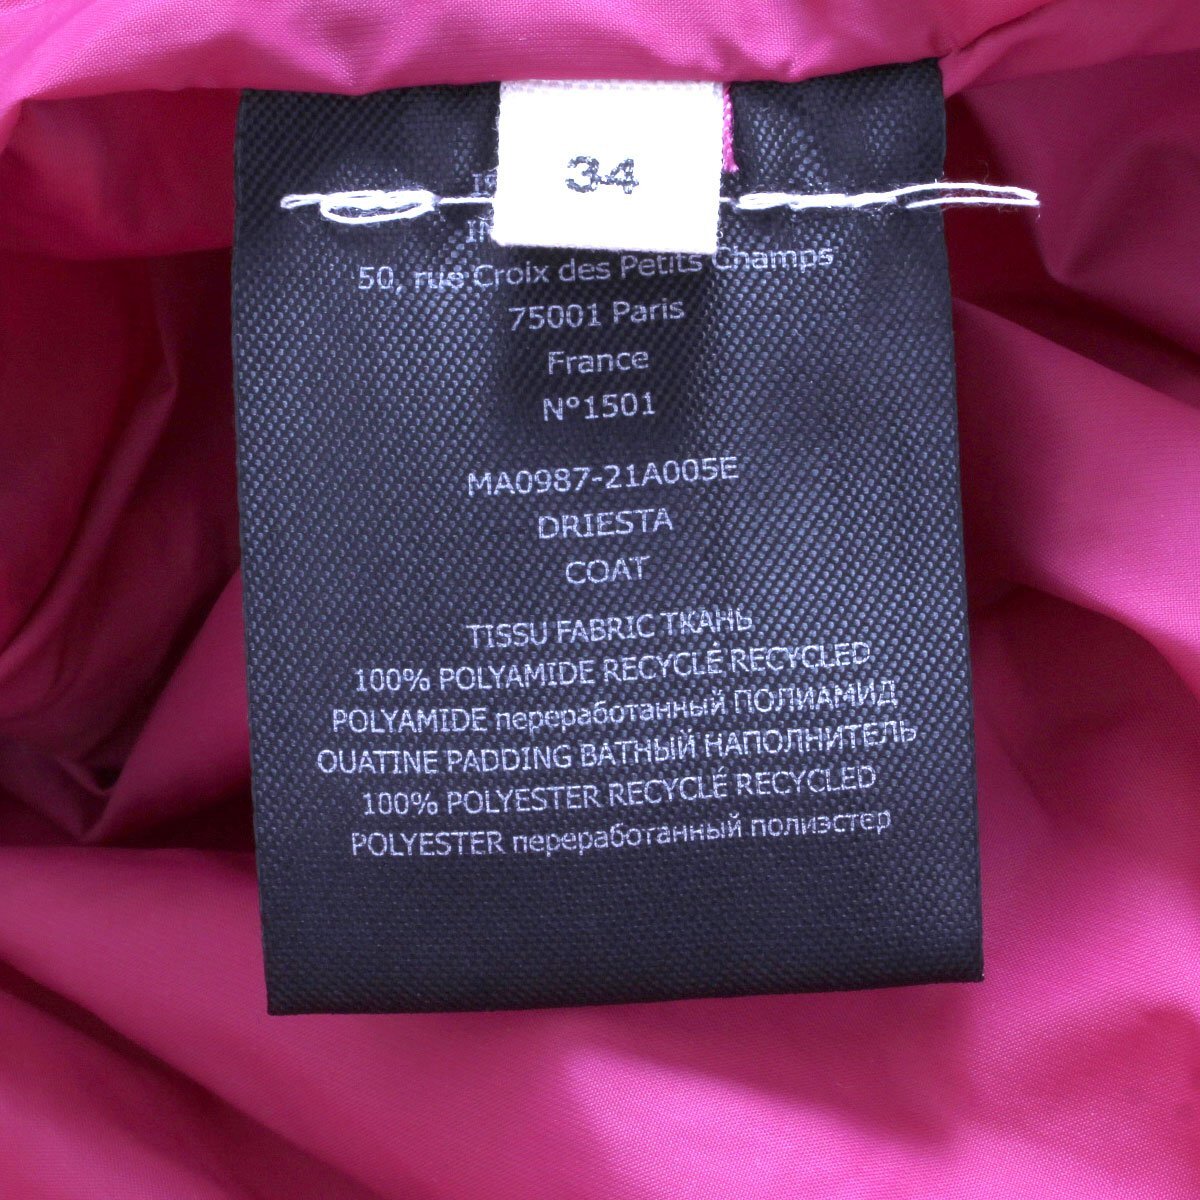 34
50, rue Croix des Petits Champs
75001 Paris
France
N°1501
MA0987-21A005E
DRIESTA
COAT
TISSU FABRIC ТКАНЬ
100% POLYAMIDE RECYCLÉ RECYCLED
POLYAMIDE переработанный ПОЛИАМИД
OUATINE PADDING ВАТНЫЙ НАПОЛНИТЕЛЬ
100% POLYESTER RECYCLÉ RECYCLED
POLYESTER переработанный полиэстер